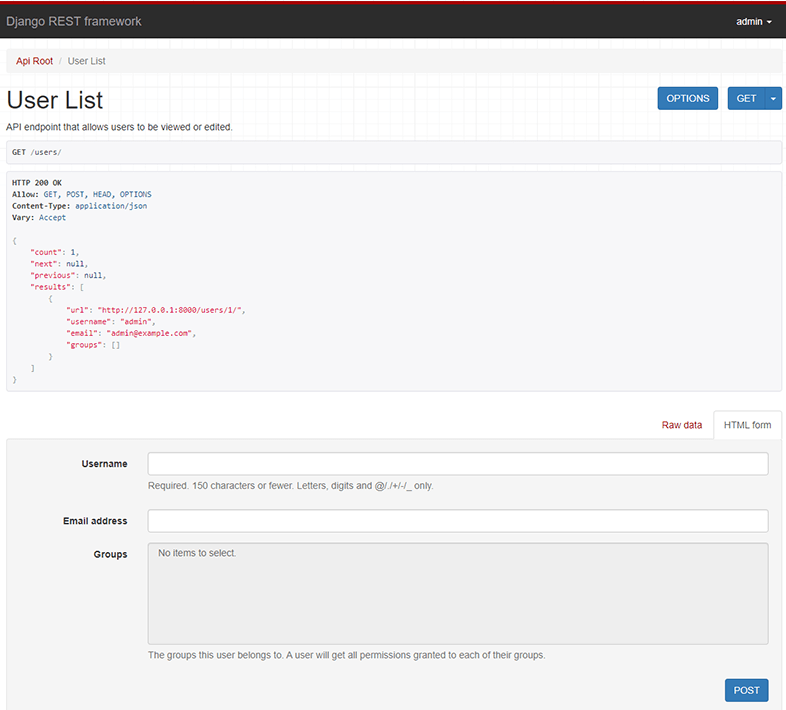 Django REST framework
admin
Api Root / User List
User List
OPTIONS
GET
API endpoint that allows users to be viewed or edited.
GET /users/
HTTP 200 OK
Allow: GET, POST, HEAD, OPTIONS
Content-Type: application/json
Vary: Accept
{
    "count": 1,
    "next": null,
    "previous": null,
    "results": [
        {
            "url": "http://127.0.0.1:8000/users/1/",
            "username": "admin",
            "email": "admin@example.com",
            "groups": []
        }
    ]
}
Raw data
HTML form
Username
Required. 150 characters or fewer. Letters, digits and @/./+/-/_ only.
Email address
Groups
No items to select.
The groups this user belongs to. A user will get all permissions granted to each of their groups.
POST